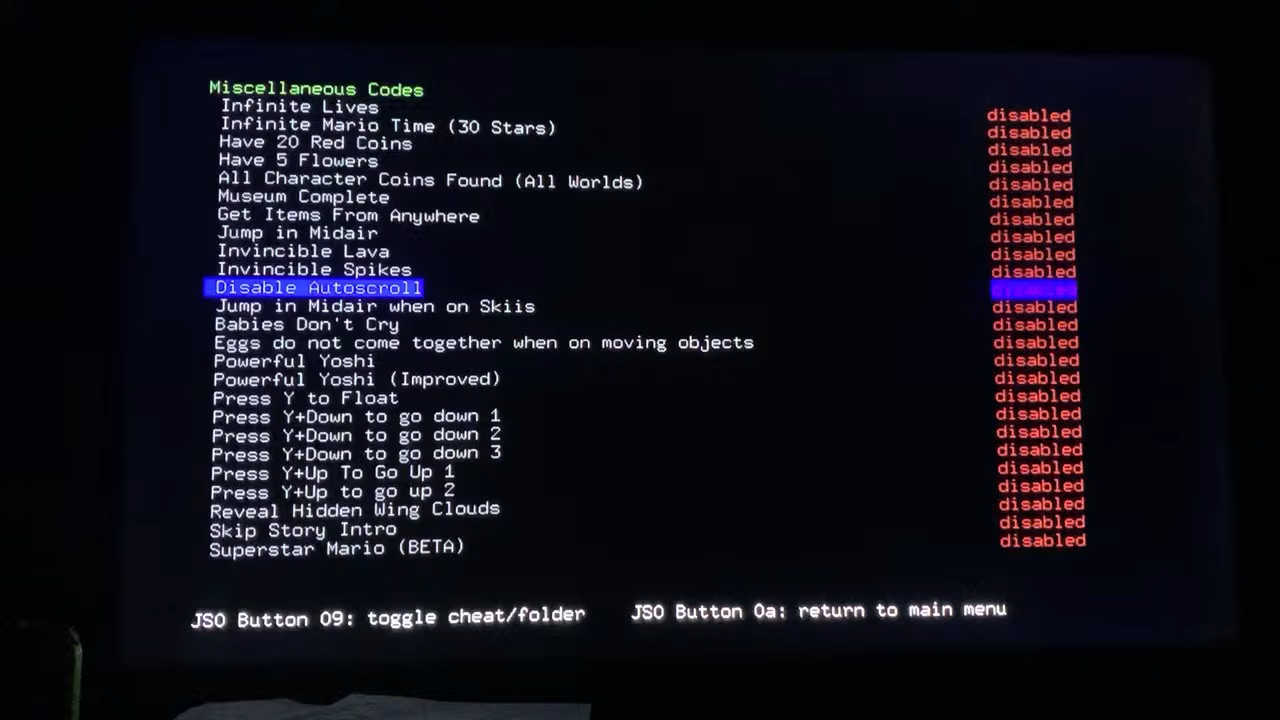 Miscellaneous Codes
Infinite Lives disabled
Infinite Mario Time (30 Stars) disabled
Have 20 Red Coins disabled
Have 5 Flowers disabled
All Character Coins Found (All Worlds) disabled
Museum Complete disabled
Get Items From Anywhere disabled
Jump in Midair disabled
Invincible Lava disabled
Invincible Spikes disabled
Disable Autoscroll disabled
Jump in Midair when on Skiis disabled
Babies Don't Cry disabled
Eggs do not come together when on moving objects disabled
Powerful Yoshi disabled
Powerful Yoshi (Improved) disabled
Press Y to Float disabled
Press Y+Down to go down 1 disabled
Press Y+Down to go down 2 disabled
Press Y+Down to go down 3 disabled
Press Y+Up To Go Up 1 disabled
Press Y+Up to go up 2 disabled
Reveal Hidden Wing Clouds disabled
Skip Story Intro disabled
Superstar Mario (BETA) disabled
JS0 Button 09: toggle cheat/folder JS0 Button 0a: return to main menu